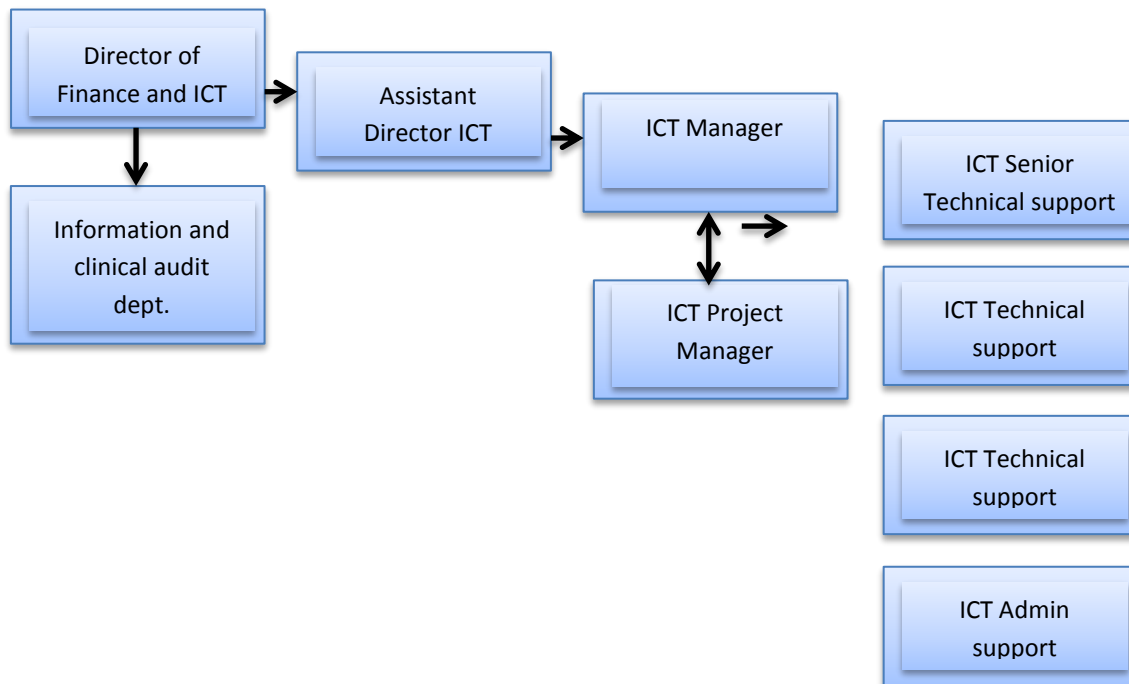 Director of
Finance and ICT
Assistant
Director ICT
ICT Manager
ICT Senior
Technical support
Information and
clinical audit
dept.
ICT Project
Manager
ICT Technical
support
ICT Technical
support
ICT Admin
support